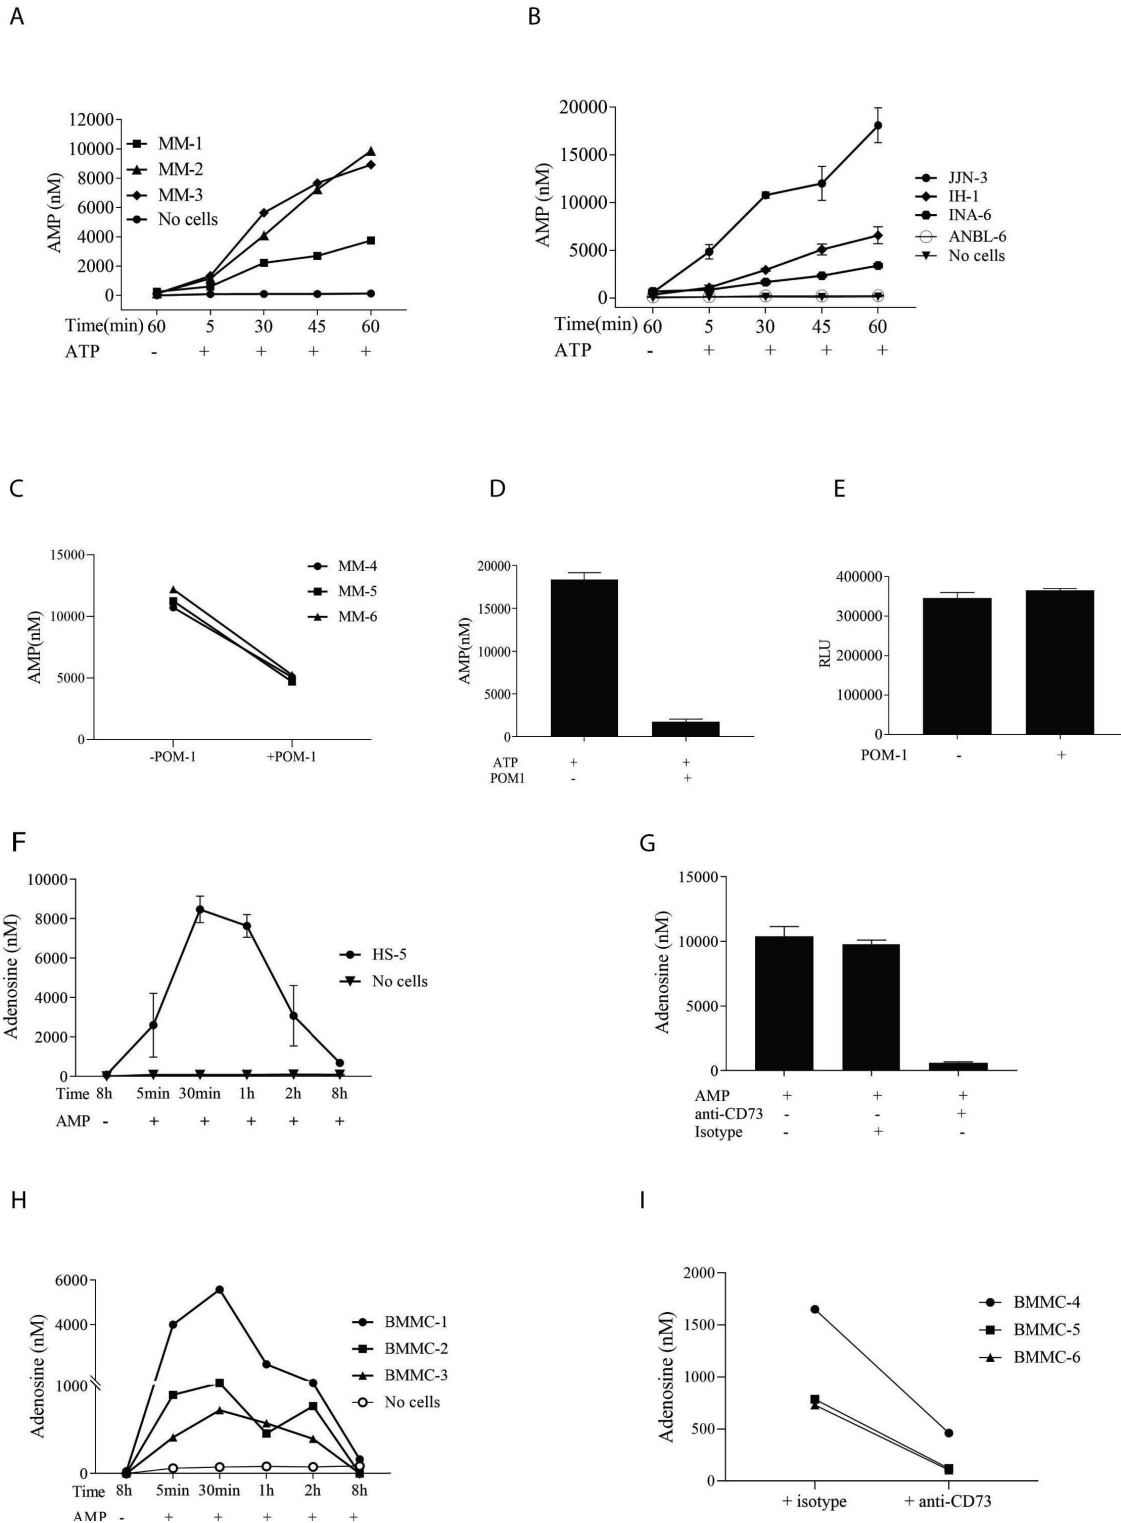 A
B
12000
10000
8000
6000
4000
2000
0
AMP (nM)
MM-1
MM-2
MM-3
No cells
Time(min) 60 5 30 45 60
ATP - + + + +
20000
15000
10000
5000
0
AMP (nM)
JJN-3
IH-1
INA-6
ANBL-6
No cells
Time(min) 60 5 30 45 60
ATP - + + + +
C
D
E
15000
10000
5000
0
AMP(nM)
MM-4
MM-5
MM-6
-POM-1 +POM-1
20000
15000
10000
5000
0
AMP(nM)
ATP + +
POM1 - +
400000
300000
200000
100000
0
RLU
POM-1 - +
F
G
10000
8000
6000
4000
2000
0
Adenosine (nM)
HS-5
No cells
Time 8h 5min 30min 1h 2h 8h
AMP - + + + + +
15000
10000
5000
0
Adenosine (nM)
AMP + + +
anti-CD73 - - +
Isotype - + -
H
I
6000
4000
1000
0
Adenosine (nM)
BMMC-1
BMMC-2
BMMC-3
No cells
Time 8h 5min 30min 1h 2h 8h
AMP - + + + + +
2000
1500
1000
500
0
Adenosine (nM)
BMMC-4
BMMC-5
BMMC-6
+ isotype + anti-CD73